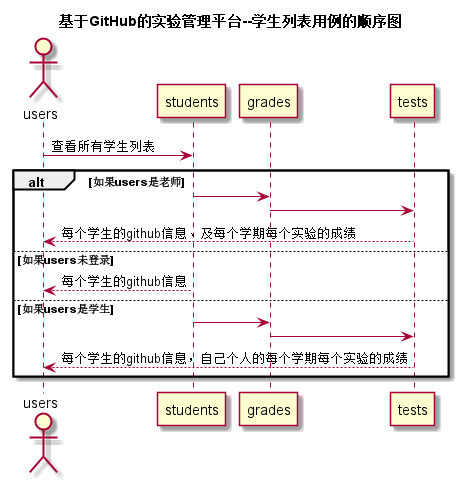 基于GitHub的实验管理平台--学生列表用例的顺序图
users
students
grades
tests
查看所有学生列表
alt
[如果users是老师]
每个学生的github信息，及每个学期每个实验的成绩
[如果users未登录]
每个学生的github信息
[如果users是学生]
每个学生的github信息，自己个人的每个学期每个实验的成绩
users
students
grades
tests